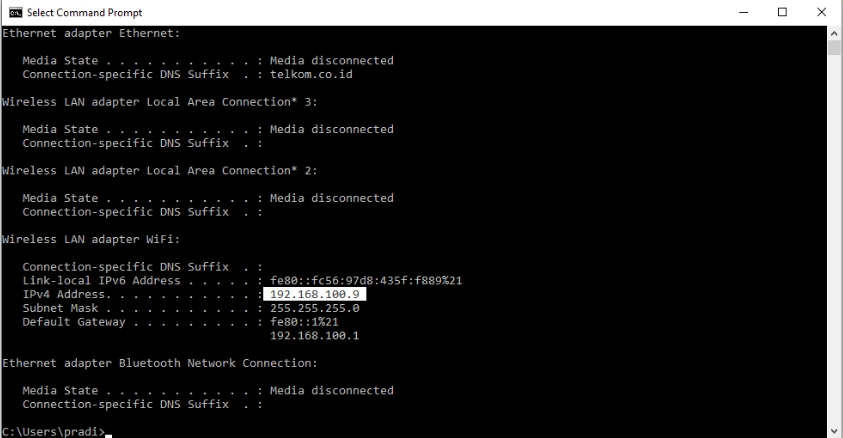 Select Command Prompt
Ethernet adapter Ethernet:
Media State . . . . . . . . . . . : Media disconnected
Connection-specific DNS Suffix . : telkom.co.id
Wireless LAN adapter Local Area Connection* 3:
Media State . . . . . . . . . . . : Media disconnected
Connection-specific DNS Suffix . :
Wireless LAN adapter Local Area Connection* 2:
Media State . . . . . . . . . . . : Media disconnected
Connection-specific DNS Suffix . :
Wireless LAN adapter WiFi:
Connection-specific DNS Suffix . :
Link-local IPv6 Address . . . . . : fe80::fc56:97d8:435f:f889%21
IPv4 Address. . . . . . . . . . . : 192.168.100.9
Subnet Mask . . . . . . . . . . . : 255.255.255.0
Default Gateway . . . . . . . . . : fe80::1%21
192.168.100.1
Ethernet adapter Bluetooth Network Connection:
Media State . . . . . . . . . . . : Media disconnected
Connection-specific DNS Suffix . :
C:\Users\pradi>